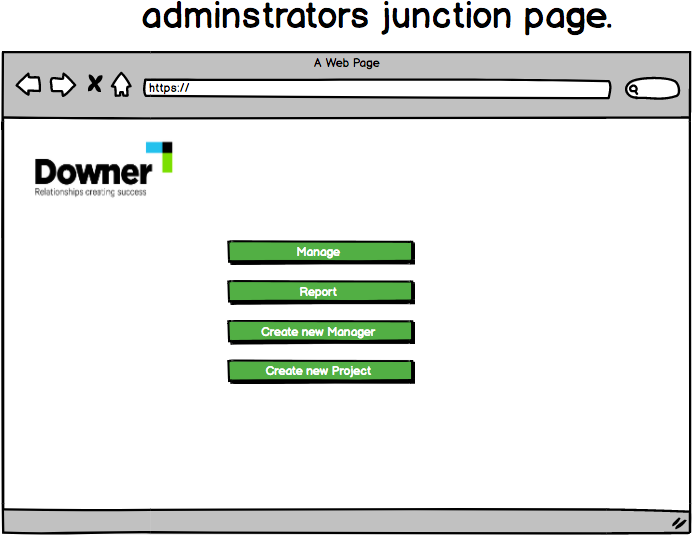 adminstrators junction page.
A Web Page
https://
Downer
Relationships creating success
Manage
Report
Create new Manager
Create new Project